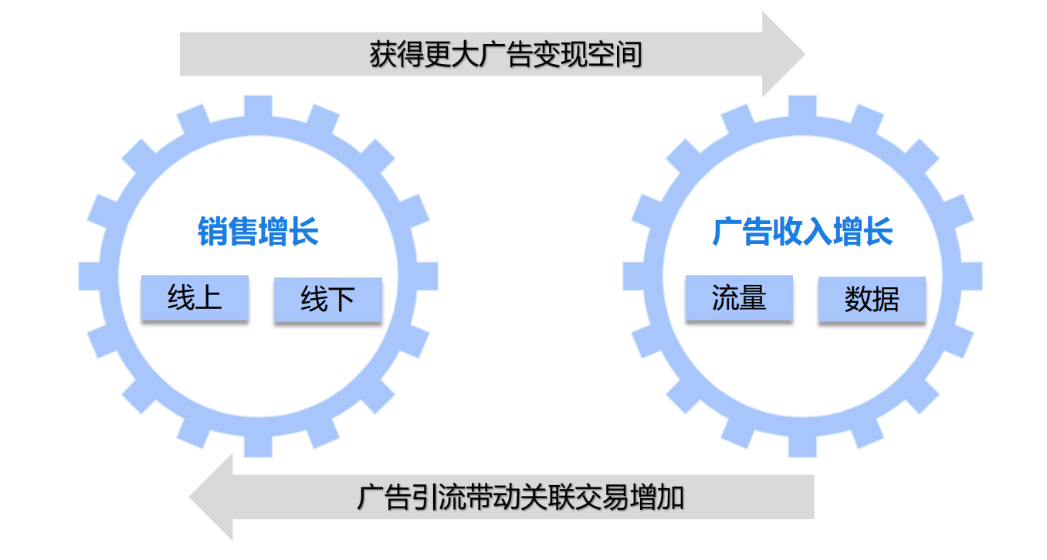 获得更大广告变现空间
销售增长
广告收入增长
线上
线下
流量
数据
广告引流带动关联交易增加